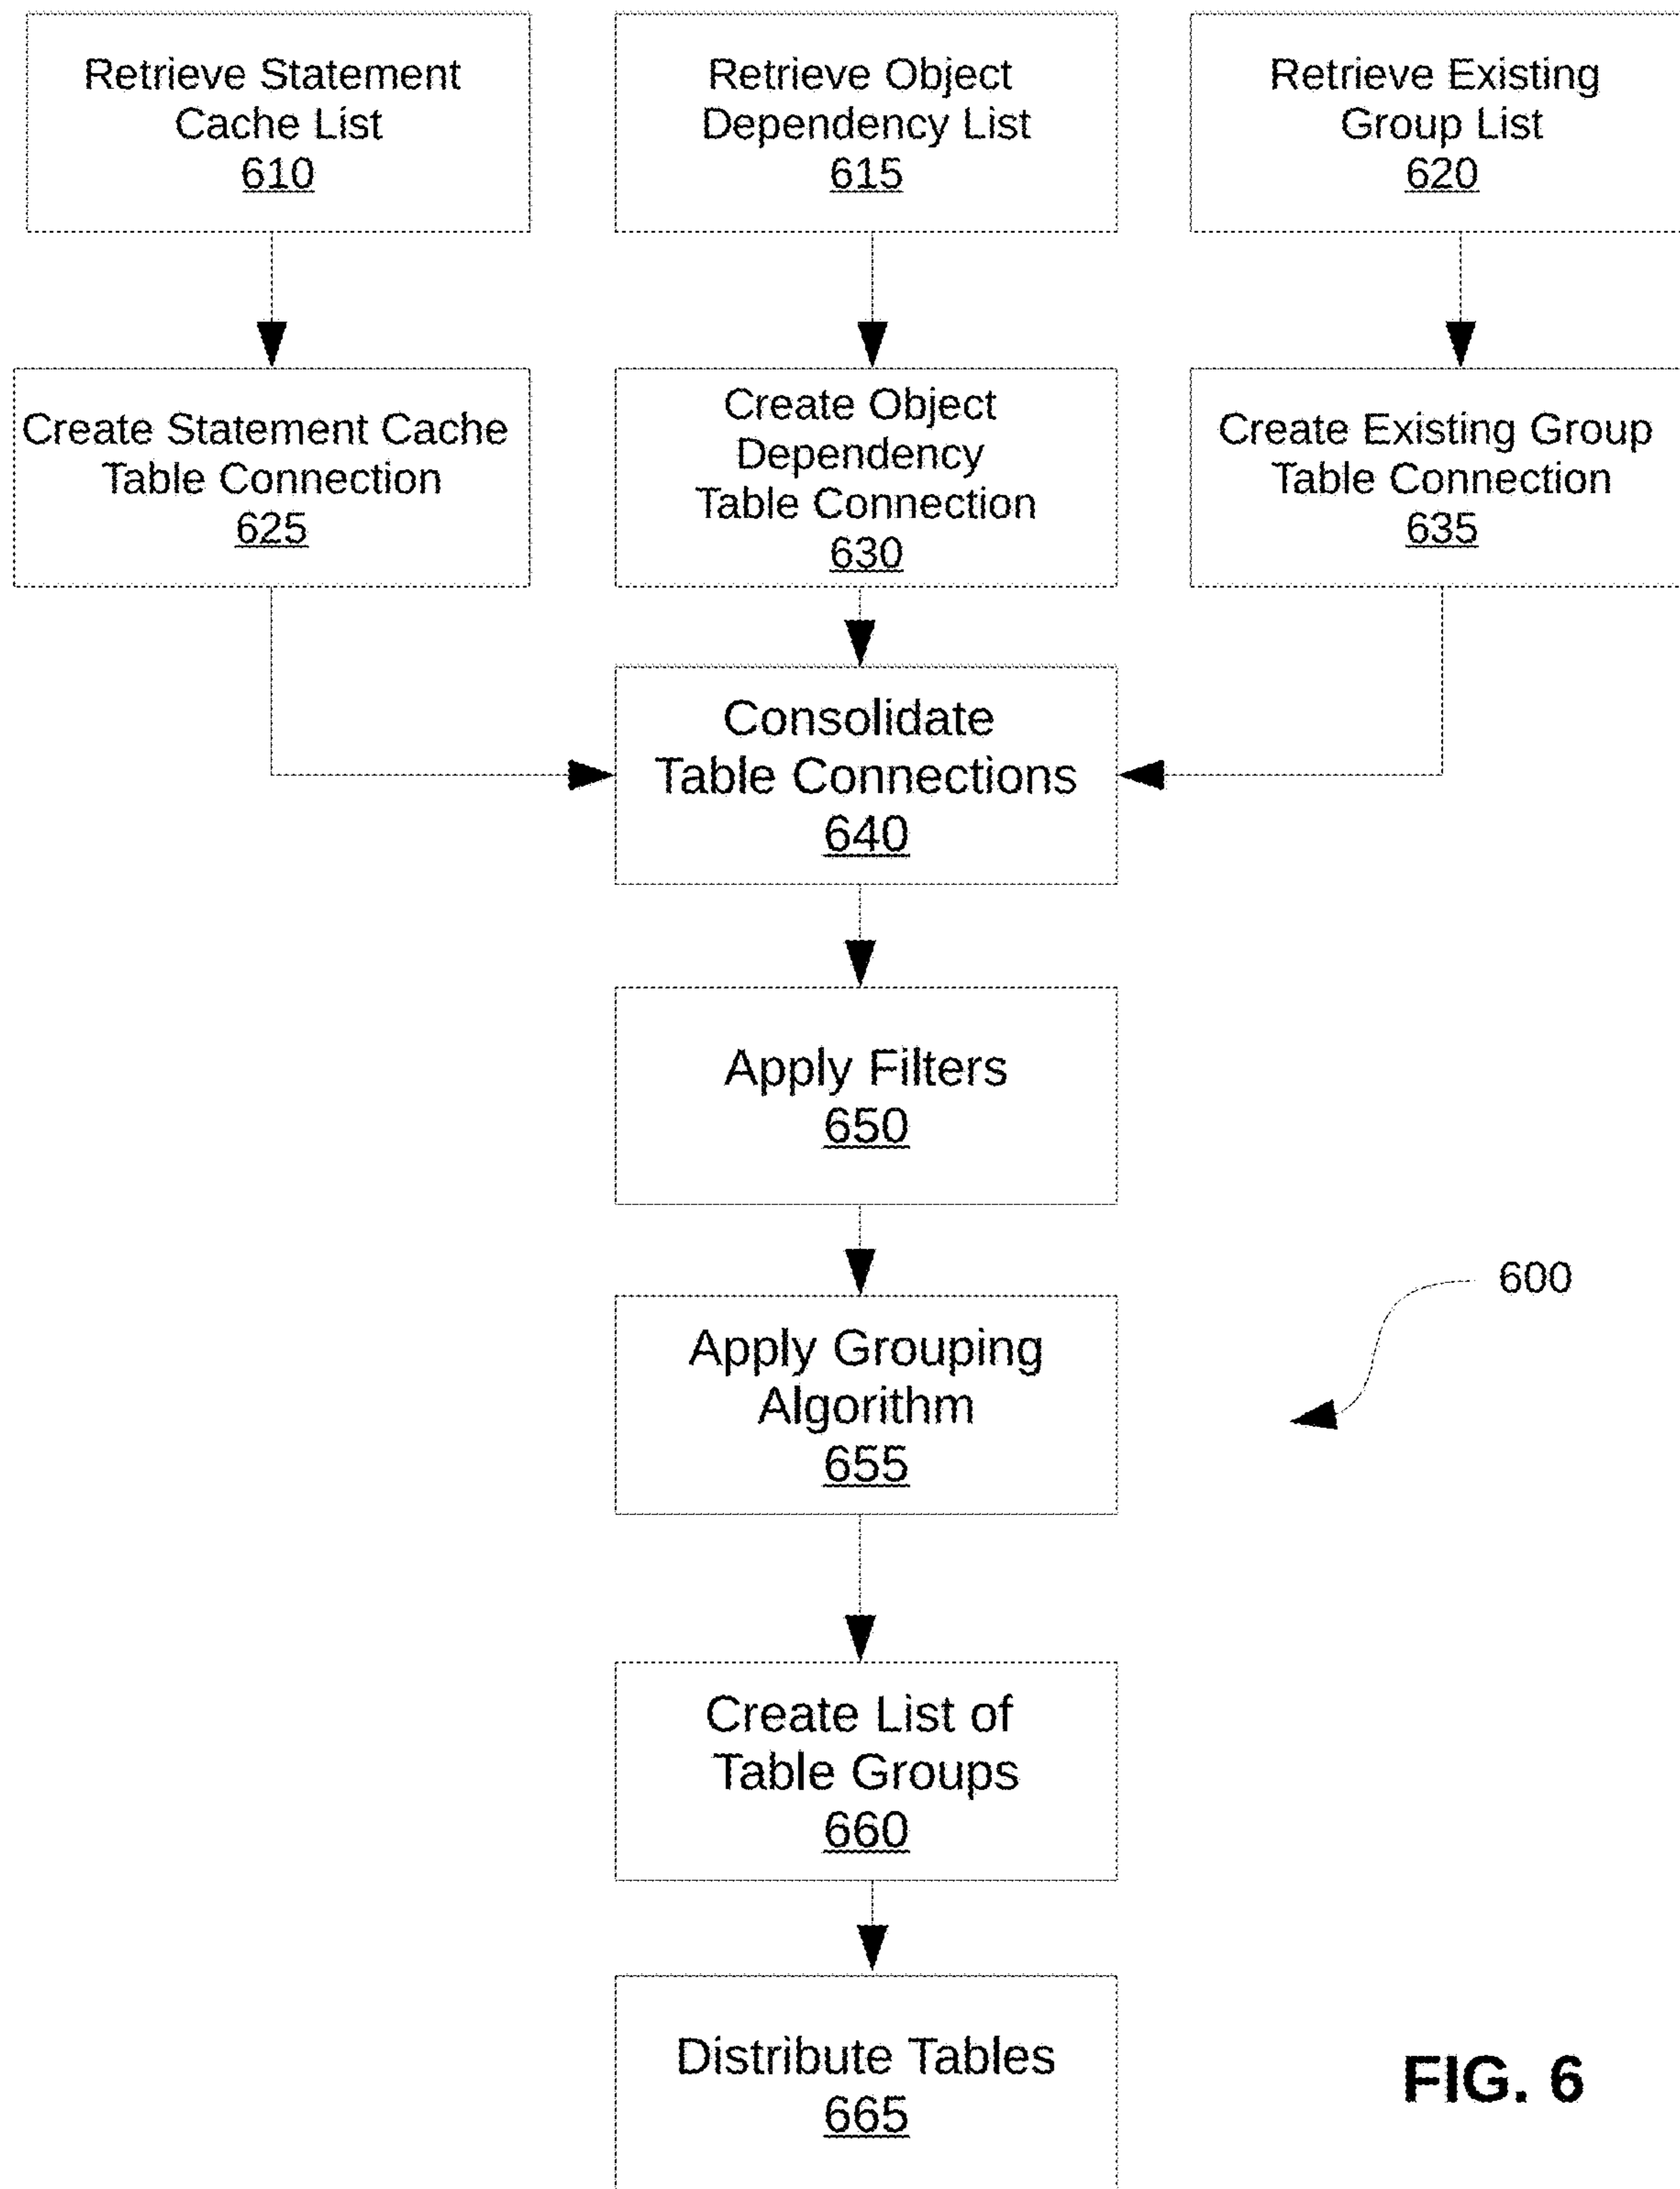 Retrieve Statement
Cache List
610
Retrieve Object
Dependency List
615
Retrieve Existing
Group List
620
Create Statement Cache
Table Connection
625
Create Object
Dependency
Table Connection
630
Create Existing Group
Table Connection
635
Consolidate
Table Connections
640
Apply Filters
650
Apply Grouping
Algorithm
655
600
Create List of
Table Groups
660
Distribute Tables
665
FIG. 6